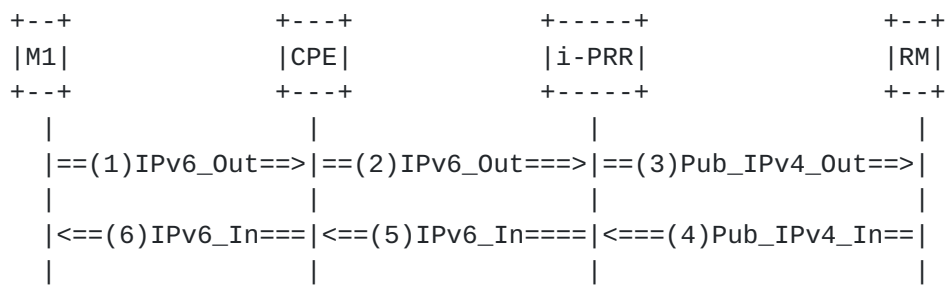 +--+            +---+          +-----+            +--+
|M1|            |CPE|          |i-PRR|            |RM|
+--+            +---+          +-----+            +--+
  |               |               |                 |
  |==(1)IPv6_Out==>|==(2)IPv6_Out===>|==(3)Pub_IPv4_Out==>|
  |               |               |                 |
  |<==(6)IPv6_In===|<==(5)IPv6_In====|<===(4)Pub_IPv4_In==|
  |               |               |                 |